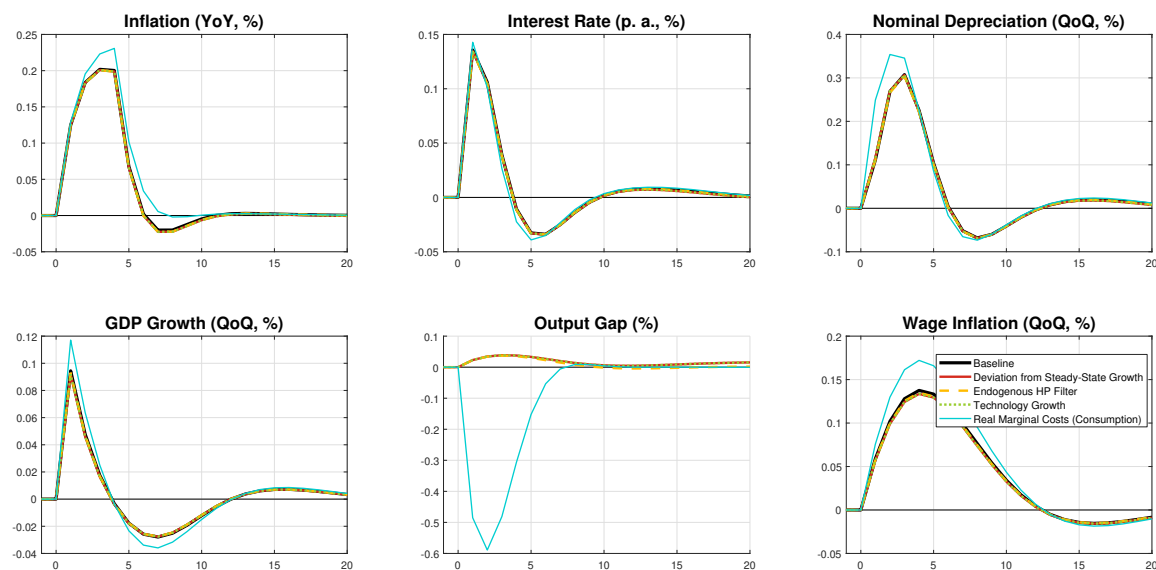 Inflation (YoY, %)
0.25
0.2
0.15
0.1
0.05
0
-0.05
0 5 10 15 20
Interest Rate (p. a., %)
0.15
0.1
0.05
0
-0.05
0 5 10 15 20
Nominal Depreciation (QoQ, %)
0.4
0.3
0.2
0.1
0
-0.1
0 5 10 15 20
GDP Growth (QoQ, %)
0.12
0.1
0.08
0.06
0.04
0.02
0
-0.02
-0.04
0 5 10 15 20
Output Gap (%)
0.1
0
-0.1
-0.2
-0.3
-0.4
-0.5
-0.6
0 5 10 15 20
Wage Inflation (QoQ, %)
0.2
0.15
0.1
0.05
0
-0.05
0 5 10 15 20
Baseline
Deviation from Steady-State Growth
Endogenous HP Filter
Technology Growth
Real Marginal Costs (Consumption)